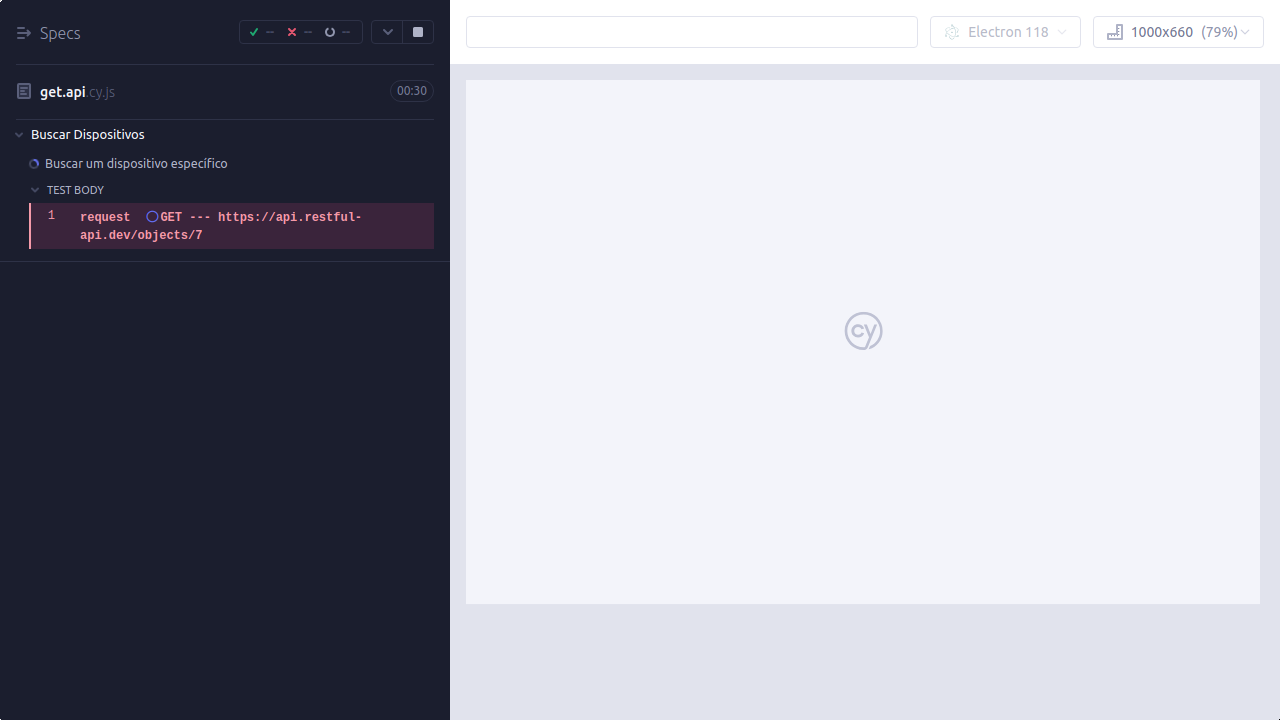 Specs
-- -- --
Electron 118
1000x660 (79%)
get.api.cy.js
00:30
Buscar Dispositivos
Buscar um dispositivo específico
TEST BODY
1 request GET --- https://api.restful-
api.dev/objects/7
cy